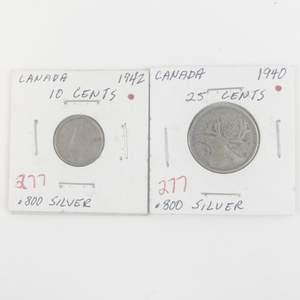 CANADA 1942
10 CENTS
277
.800 SILVER
CANADA 1940
25 CENTS
277
.800 SILVER